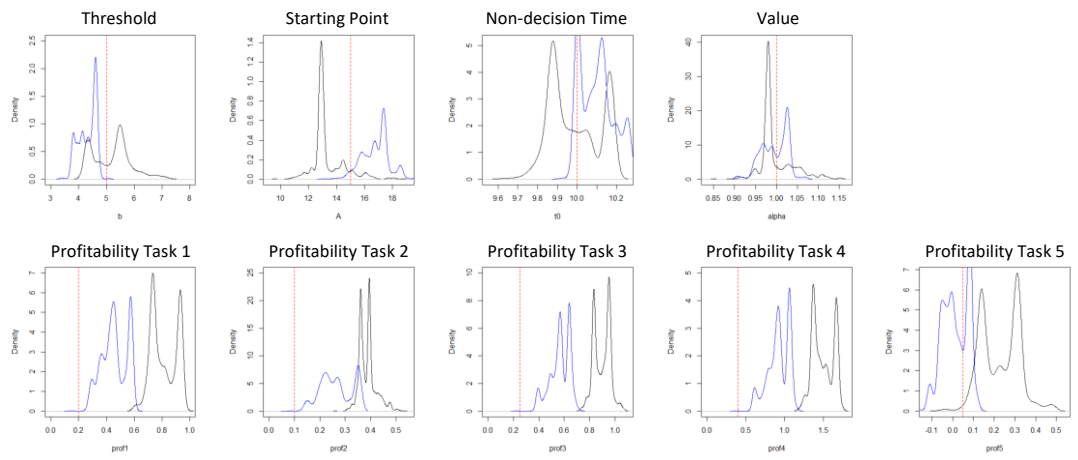 Threshold
Starting Point
Non-decision Time
Value
Density
0.0 0.5 1.0 1.5 2.0 2.5
3 4 5 6 7 8
b
Density
0.0 0.2 0.4 0.6 0.8 1.0 1.2 1.4
10 12 14 16 18
A
Density
0 1 2 3 4 5
9.6 9.7 9.8 9.9 10.0 10.2
t0
Density
0 10 20 30 40
0.85 0.90 0.95 1.00 1.05 1.10 1.15
alpha
Profitability Task 1
Profitability Task 2
Profitability Task 3
Profitability Task 4
Profitability Task 5
Density
0 1 2 3 4 5 6 7
0.0 0.2 0.4 0.6 0.8 1.0
prof1
Density
0 5 10 15 20 25
0.0 0.1 0.2 0.3 0.4 0.5
prof2
Density
0 2 4 6 8 10
0.0 0.2 0.4 0.6 0.8 1.0
prof3
Density
0 1 2 3 4 5
0.0 0.5 1.0 1.5
prof4
Density
0 1 2 3 4 5 6 7
-0.1 0.0 0.1 0.2 0.3 0.4 0.5
prof5